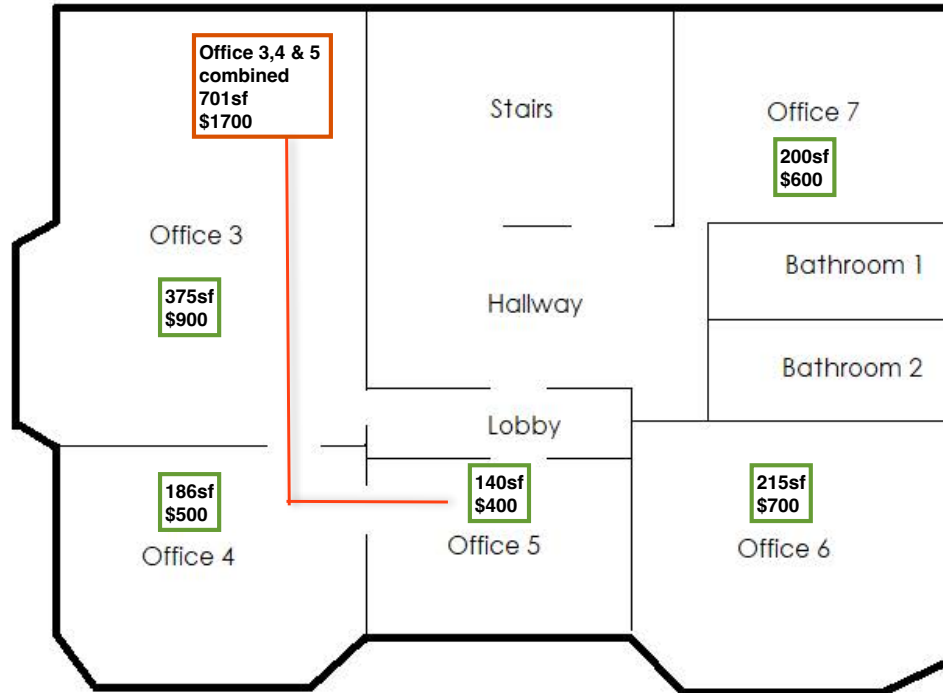 Office 3,4 & 5
combined
701sf
$1700
Stairs
Office 7
200sf
$600
Office 3
375sf
$900
Hallway
Bathroom 1
Bathroom 2
Lobby
186sf
$500
Office 4
140sf
$400
Office 5
215sf
$700
Office 6